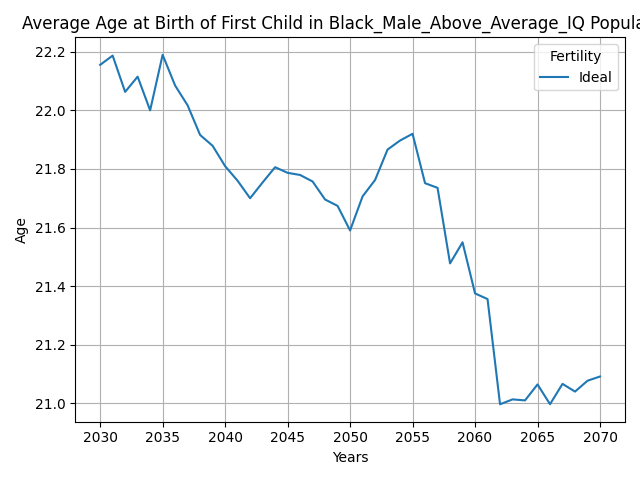 Average Age at Birth of First Child in Black_Male_Above_Average_IQ Popula
Fertility
Ideal
22.2
22.0
21.8
21.6
21.4
21.2
21.0
Age
2030 2035 2040 2045 2050 2055 2060 2065 2070
Years